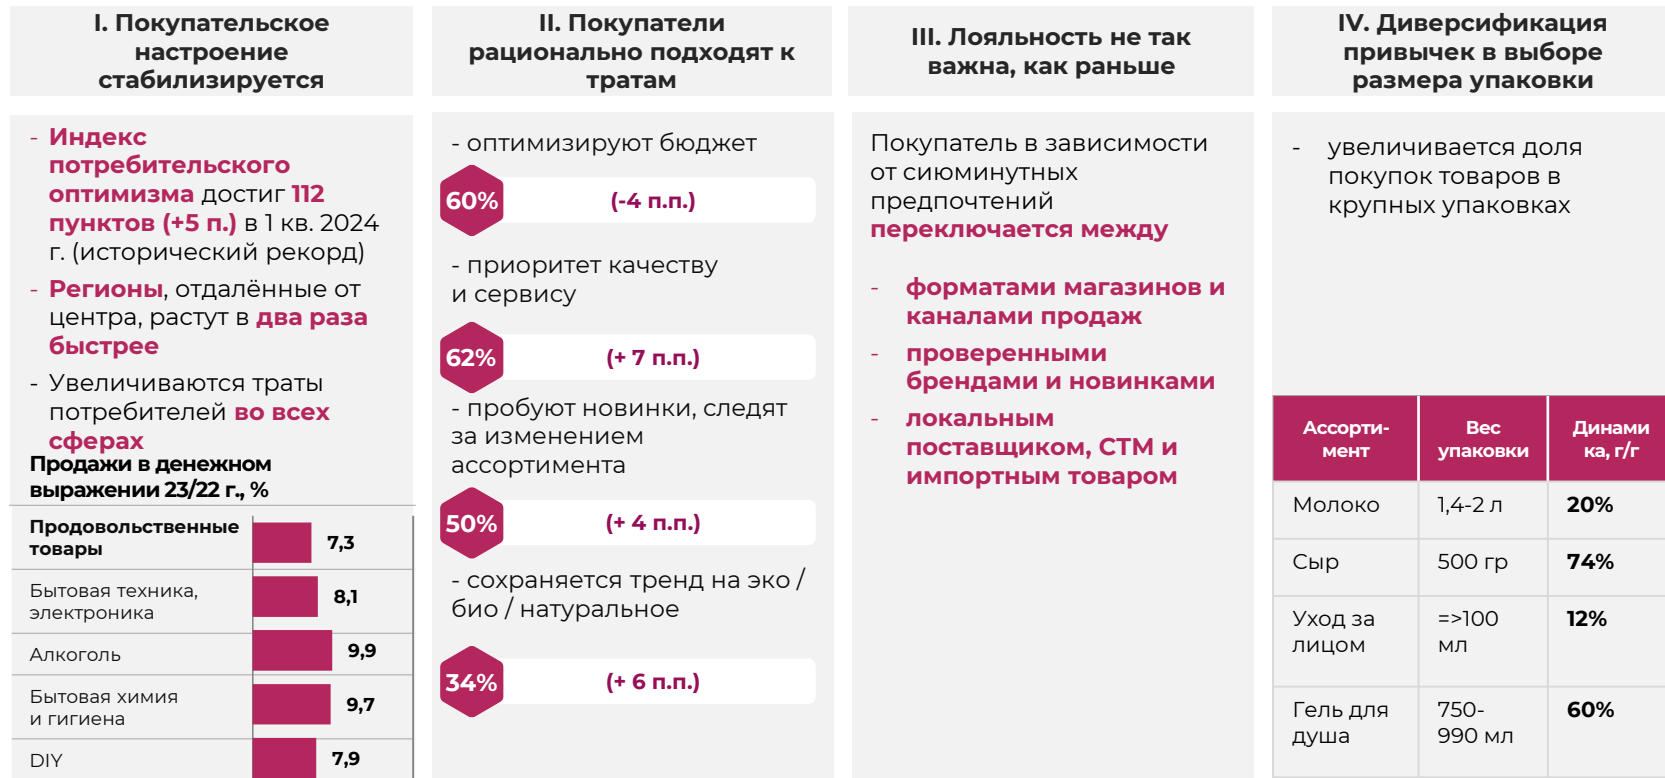 I. Покупательское
настроение
стабилизируется
- Индекс
потребительского
оптимизма достиг 112
пунктов (+5 п.) в 1 кв. 2024
г. (исторический рекорд)
- Регионы, отдалённые от
центра, растут в два раза
быстрее
- Увеличиваются траты
потребителей во всех
сферах
Продажи в денежном
выражении 23/22 г., %
Продовольственные
товары
7,3
Бытовая техника,
электроника
8,1
Алкоголь
9,9
Бытовая химия
и гигиена
9,7
DIY
7,9
II. Покупатели
рационально подходят к
тратам
- оптимизируют бюджет
60% (-4 п.п.)
- приоритет качеству
и сервису
62% (+ 7 п.п.)
- пробуют новинки, следят
за изменением
ассортимента
50% (+ 4 п.п.)
- сохраняется тренд на эко /
био / натуральное
34% (+ 6 п.п.)
III. Лояльность не так
важна, как раньше
Покупатель в зависимости
от сиюминутных
предпочтений
переключается между
- форматами магазинов и
каналами продаж
- проверенными
брендами и новинками
- локальным
поставщиком, СТМ и
импортным товаром
IV. Диверсификация
привычек в выборе
размера упаковки
- увеличивается доля
покупок товаров в
крупных упаковках
Ассорти-
мент
Вес
упаковки
Динами
ка, г/г
Молоко 1,4-2 л 20%
Сыр 500 гр 74%
Уход за
лицом
=>100
мл
12%
Гель для
душа
750-
990 мл
60%